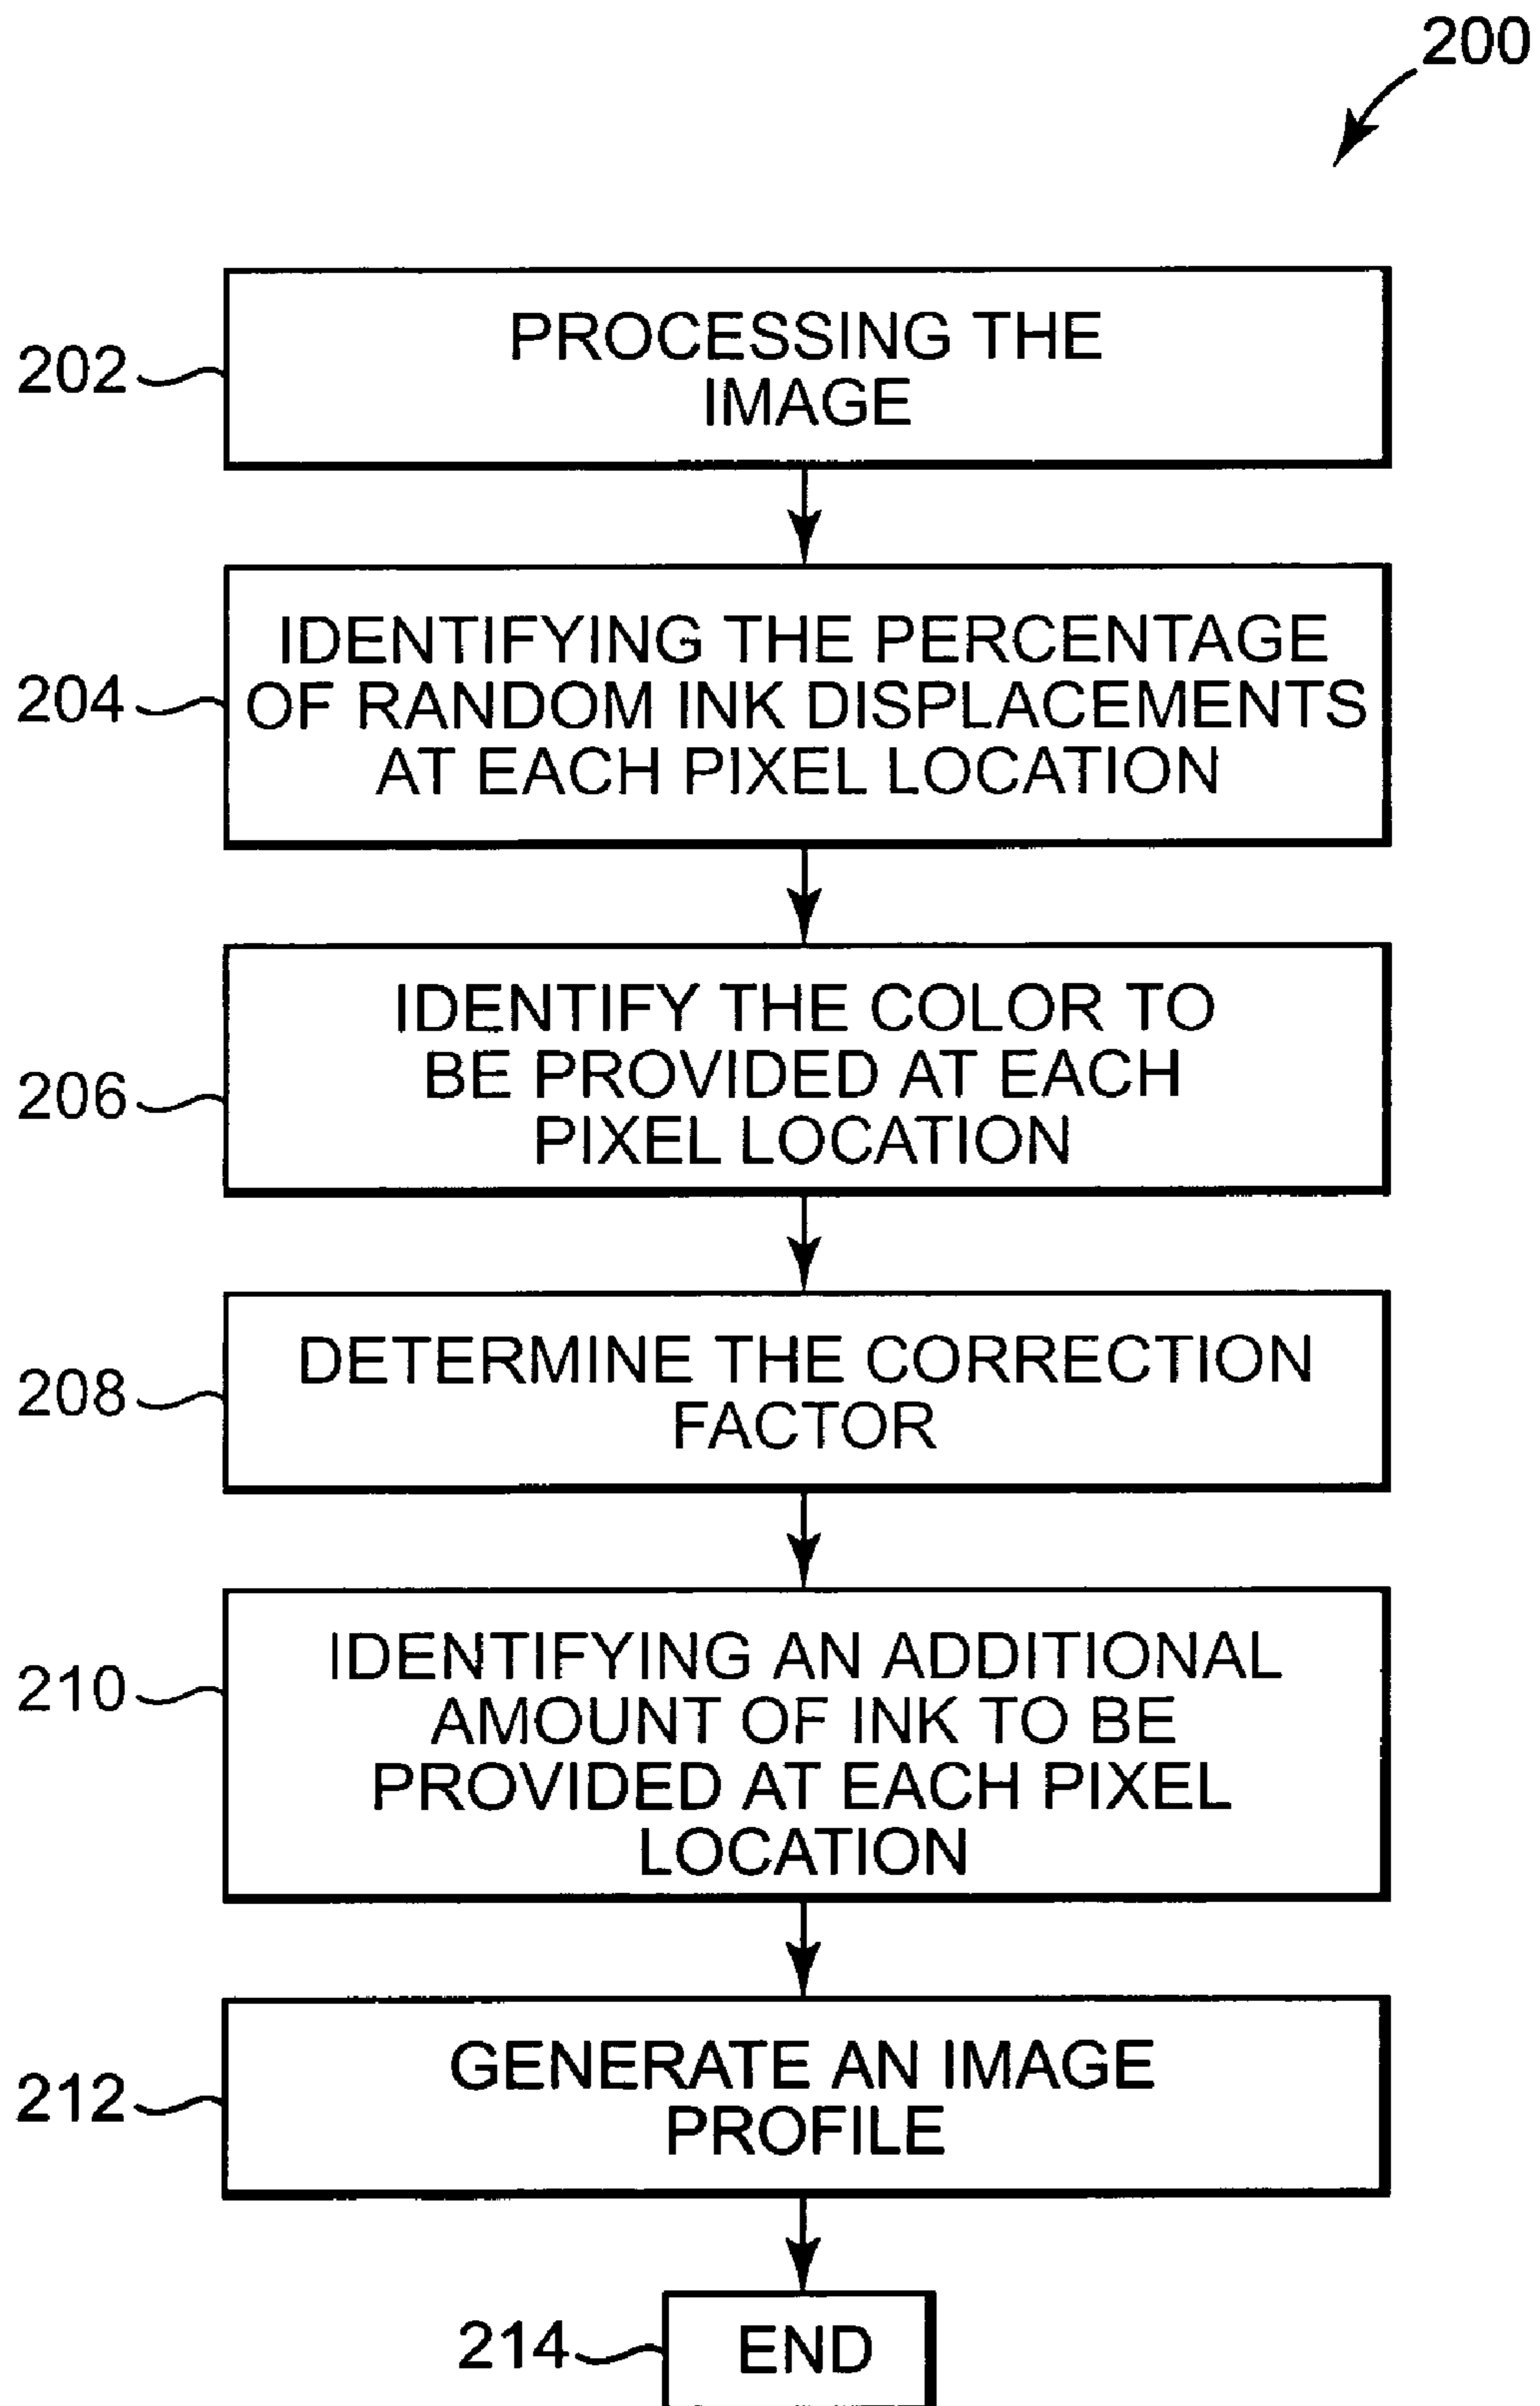 200
202
PROCESSING THE
IMAGE
204
IDENTIFYING THE PERCENTAGE
OF RANDOM INK DISPLACEMENTS
AT EACH PIXEL LOCATION
206
IDENTIFY THE COLOR TO
BE PROVIDED AT EACH
PIXEL LOCATION
208
DETERMINE THE CORRECTION
FACTOR
210
IDENTIFYING AN ADDITIONAL
AMOUNT OF INK TO BE
PROVIDED AT EACH PIXEL
LOCATION
212
GENERATE AN IMAGE
PROFILE
214
END